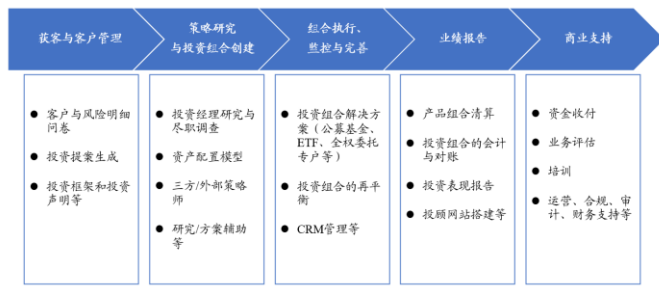 获客与客户管理
策略研究
与投资组合创建
组合执行、
监控与完善
业绩报告
商业支持
● 客户与风险明细
问卷
● 投资提案生成
● 投资框架和投资
声明等
● 投资经理研究与
尽职调查
● 资产配置模型
● 三方/外部策略
师
● 研究/方案辅助
等
● 投资组合解决方
案（公募基金、
ETF、全权委托
专户等）
● 投资组合的再平
衡
● CRM管理等
● 产品组合清算
● 投资组合的会计
与对账
● 投资表现报告
● 投顾网站搭建等
● 资金收付
● 业务评估
● 培训
● 运营、合规、审
计、财务支持等